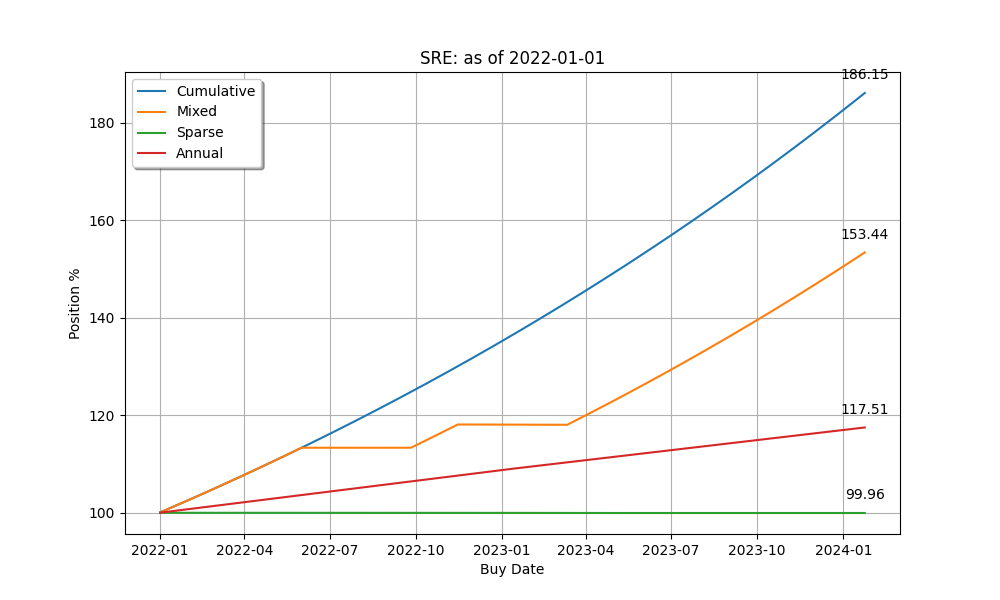 SRE: as of 2022-01-01
Cumulative
Mixed
Sparse
Annual
186.15
153.44
117.51
99.96
Position %
180
160
140
120
100
2022-01 2022-04 2022-07 2022-10 2023-01 2023-04 2023-07 2023-10 2024-01
Buy Date